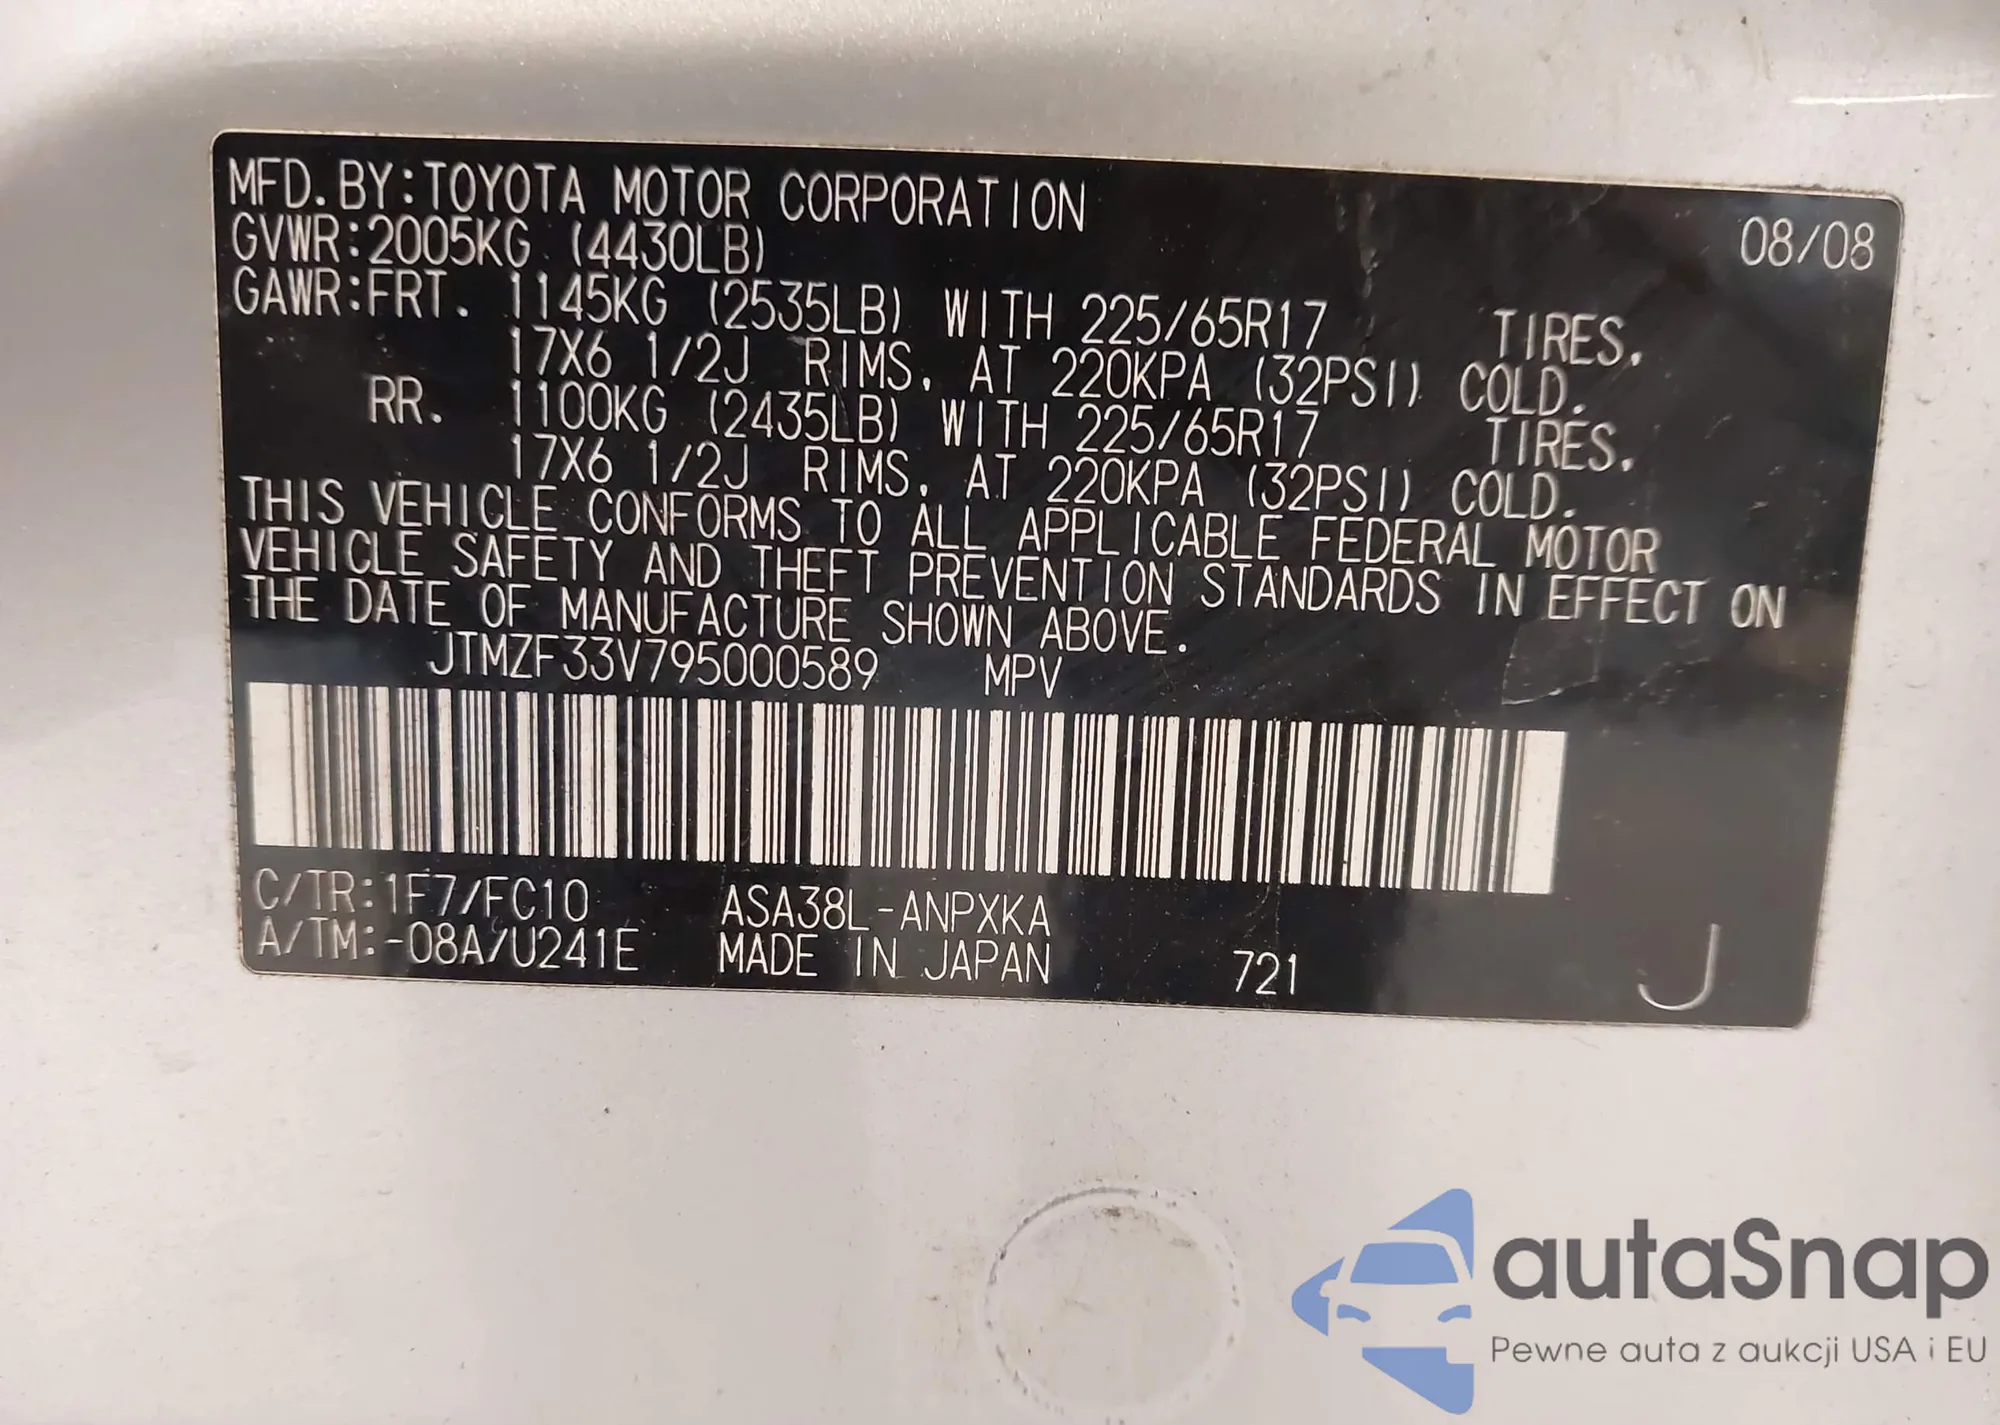 MFD. BY: TOYOTA MOTOR CORPORATION 08/08
GVWR: 2005KG (4430LB)
GAWR: FRT. 1145KG (2535LB) WITH 225/65R17 TIRES.
17X6 1/2J RIMS. AT 220KPA (32PSI) COLD.
RR. 1100KG (2435LB) WITH 225/65R17 TIRES.
17X6 1/2J RIMS. AT 220KPA (32PSI) COLD.
THIS VEHICLE CONFORMS TO ALL APPLICABLE FEDERAL MOTOR
VEHICLE SAFETY AND THEFT PREVENTION STANDARDS IN EFFECT ON
THE DATE OF MANUFACTURE SHOWN ABOVE.
JTMZF33V795000589 MPV
C/TR: 1F7/FC10 ASA38L-ANPXKA
A/TM: -08A/U241E MADE IN JAPAN 721 J
autaSnap
Pewne auta z aukcji USA i EU